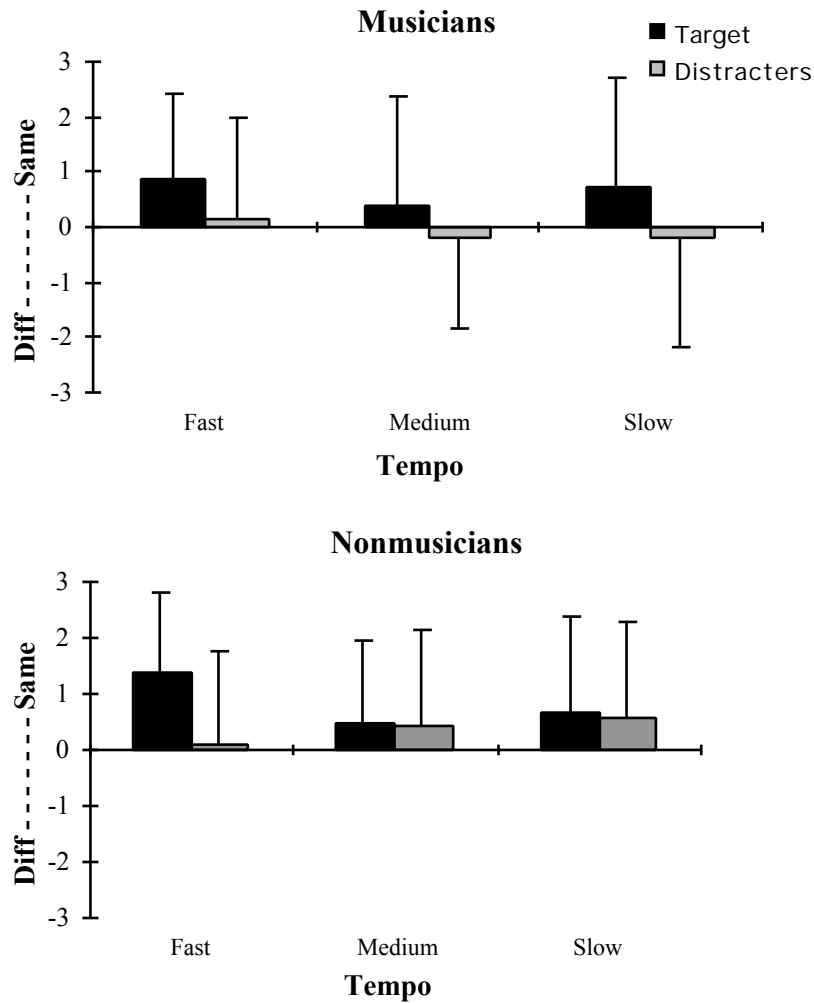 Musicians
Target
Distracters
3
2
1
0
-1
-2
-3
Diff -----Same
Fast Medium Slow
Tempo
Nonmusicians
3
2
1
0
-1
-2
-3
Diff -----Same
Fast Medium Slow
Tempo